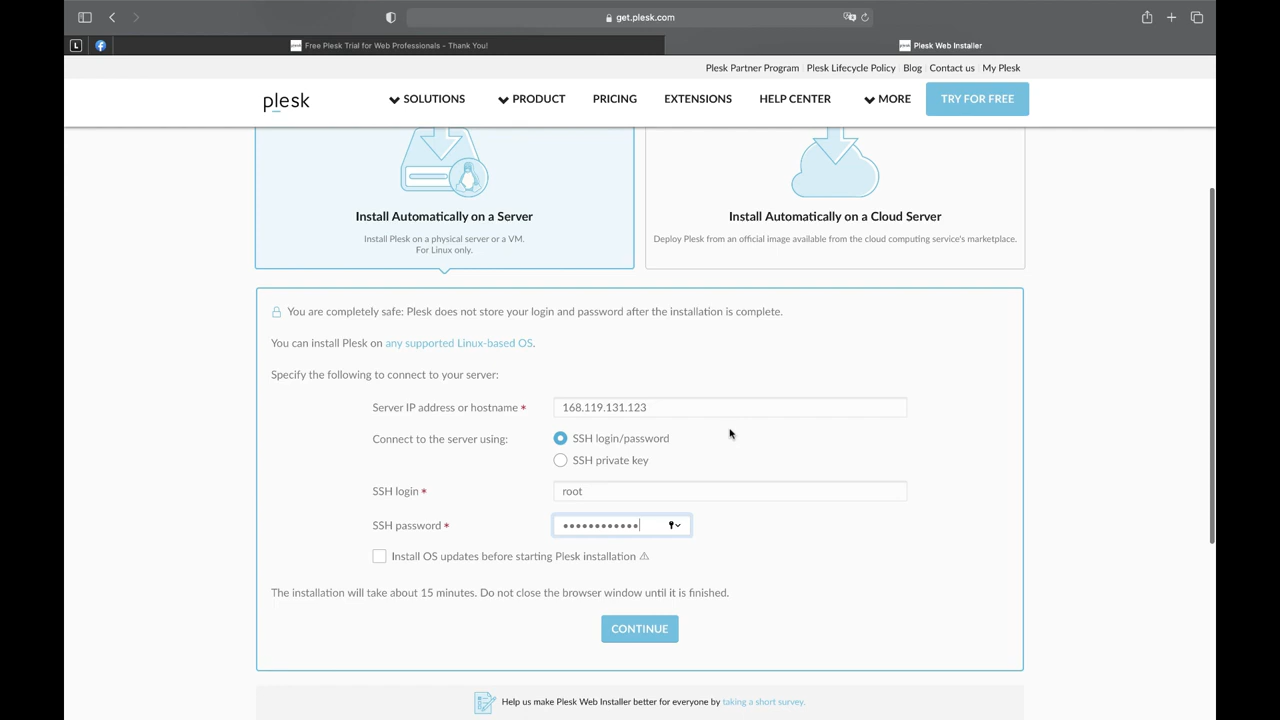 get.plesk.com
L
plesk Free Plesk Trial for Web Professionals - Thank You!
plesk Plesk Web Installer
Plesk Partner Program Plesk Lifecycle Policy Blog Contact us My Plesk
plesk SOLUTIONS PRODUCT PRICING EXTENSIONS HELP CENTER MORE TRY FOR FREE
Install Automatically on a Server
Install Plesk on a physical server or a VM.
For Linux only.
Install Automatically on a Cloud Server
Deploy Plesk from an official image available from the cloud computing service's marketplace.
You are completely safe: Plesk does not store your login and password after the installation is complete.
You can install Plesk on any supported Linux-based OS.
Specify the following to connect to your server:
Server IP address or hostname * 168.119.131.123
Connect to the server using: SSH login/password
SSH private key
SSH login * root
SSH password * ••••••••••••
Install OS updates before starting Plesk installation
The installation will take about 15 minutes. Do not close the browser window until it is finished.
CONTINUE
Help us make Plesk Web Installer better for everyone by taking a short survey.